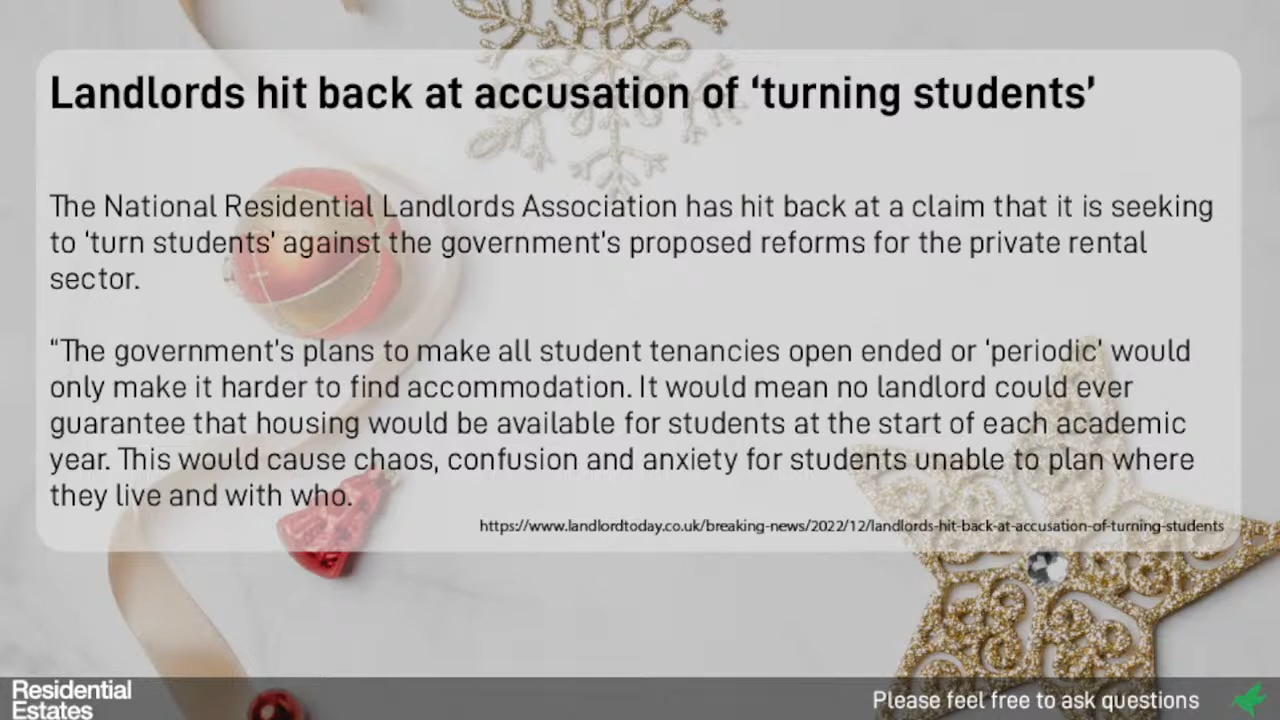 Landlords hit back at accusation of ‘turning students’
The National Residential Landlords Association has hit back at a claim that it is seeking
to ‘turn students’ against the government’s proposed reforms for the private rental
sector.
“The government’s plans to make all student tenancies open ended or ‘periodic’ would
only make it harder to find accommodation. It would mean no landlord could ever
guarantee that housing would be available for students at the start of each academic
year. This would cause chaos, confusion and anxiety for students unable to plan where
they live and with who.
https://www.landlordtoday.co.uk/breaking-news/2022/12/landlords-hit-back-at-accusation-of-turning-students
Residential
Estates
Please feel free to ask questions